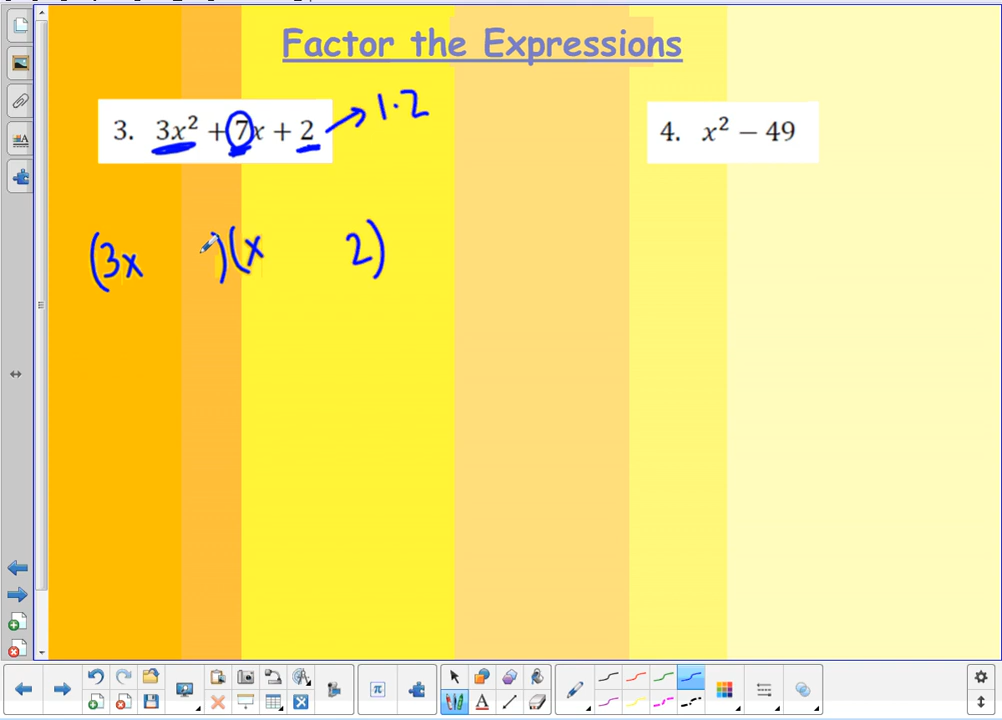 Factor the Expressions
3. 3x² + 7x + 2 → 1·2
4. x² − 49
(3x )(x 2)